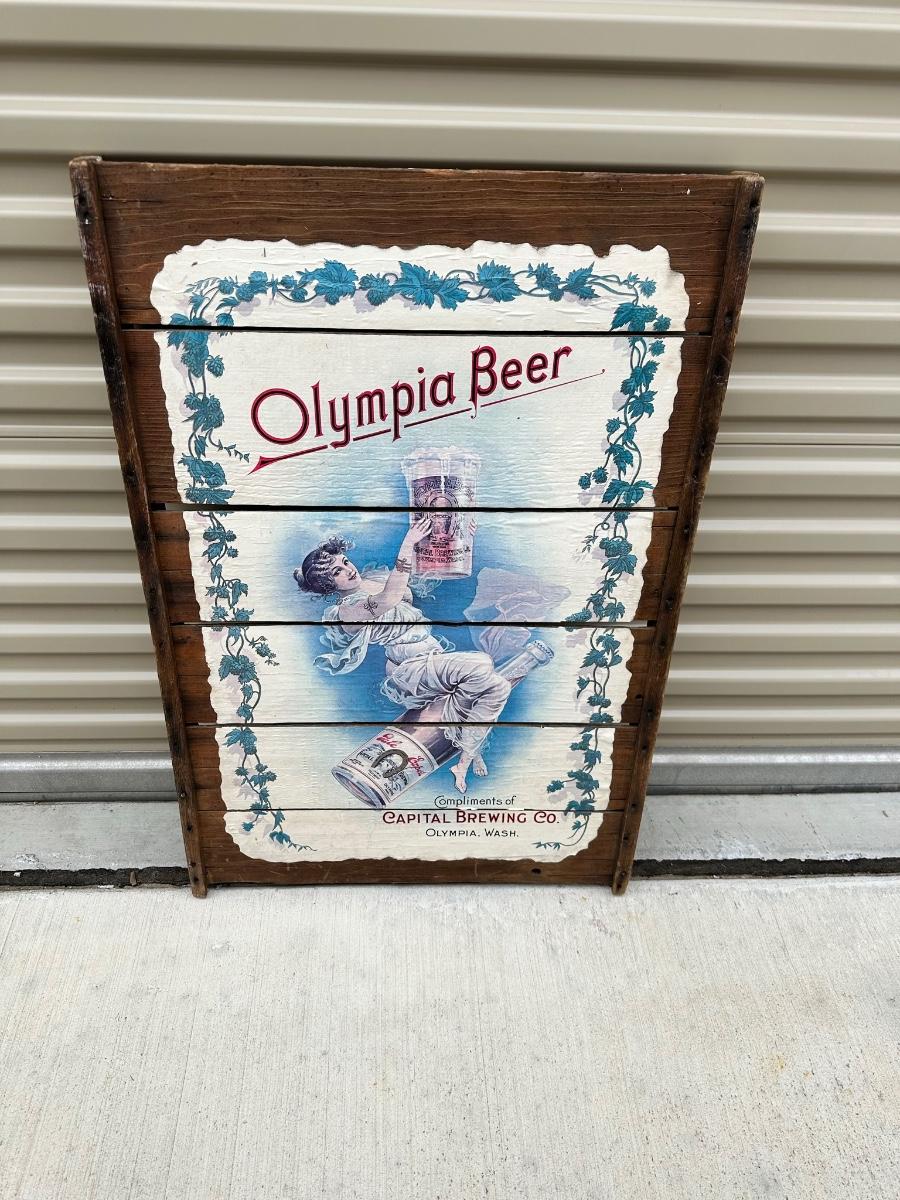 Olympia Beer
Compliments of
CAPITAL BREWING CO.
OLYMPIA, WASH.